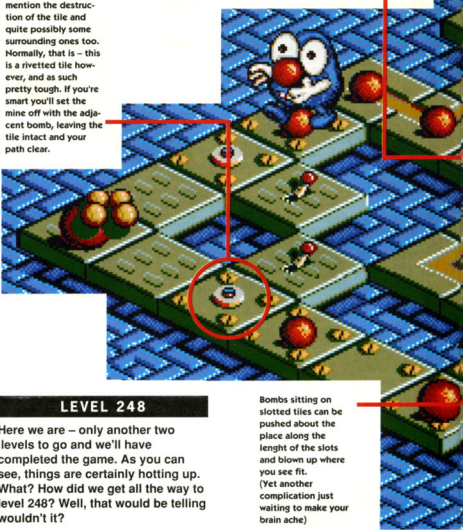 mention the destruc-
tion of the tile and
quite possibly some
surrounding ones too.
Normally, that is – this
is a rivetted tile how-
ever, and as such
pretty tough. If you're
smart you'll set the
mine off with the adja-
cent bomb, leaving the
tile intact and your
path clear.
LEVEL 248
Here we are – only another two
levels to go and we'll have
completed the game. As you can
see, things are certainly hotting up.
What? How did we get all the way to
level 248? Well, that would be telling
wouldn't it?
Bombs sitting on
slotted tiles can be
pushed about the
place along the
lenght of the slots
and blown up where
you see fit.
(Yet another
complication just
waiting to make your
brain ache)